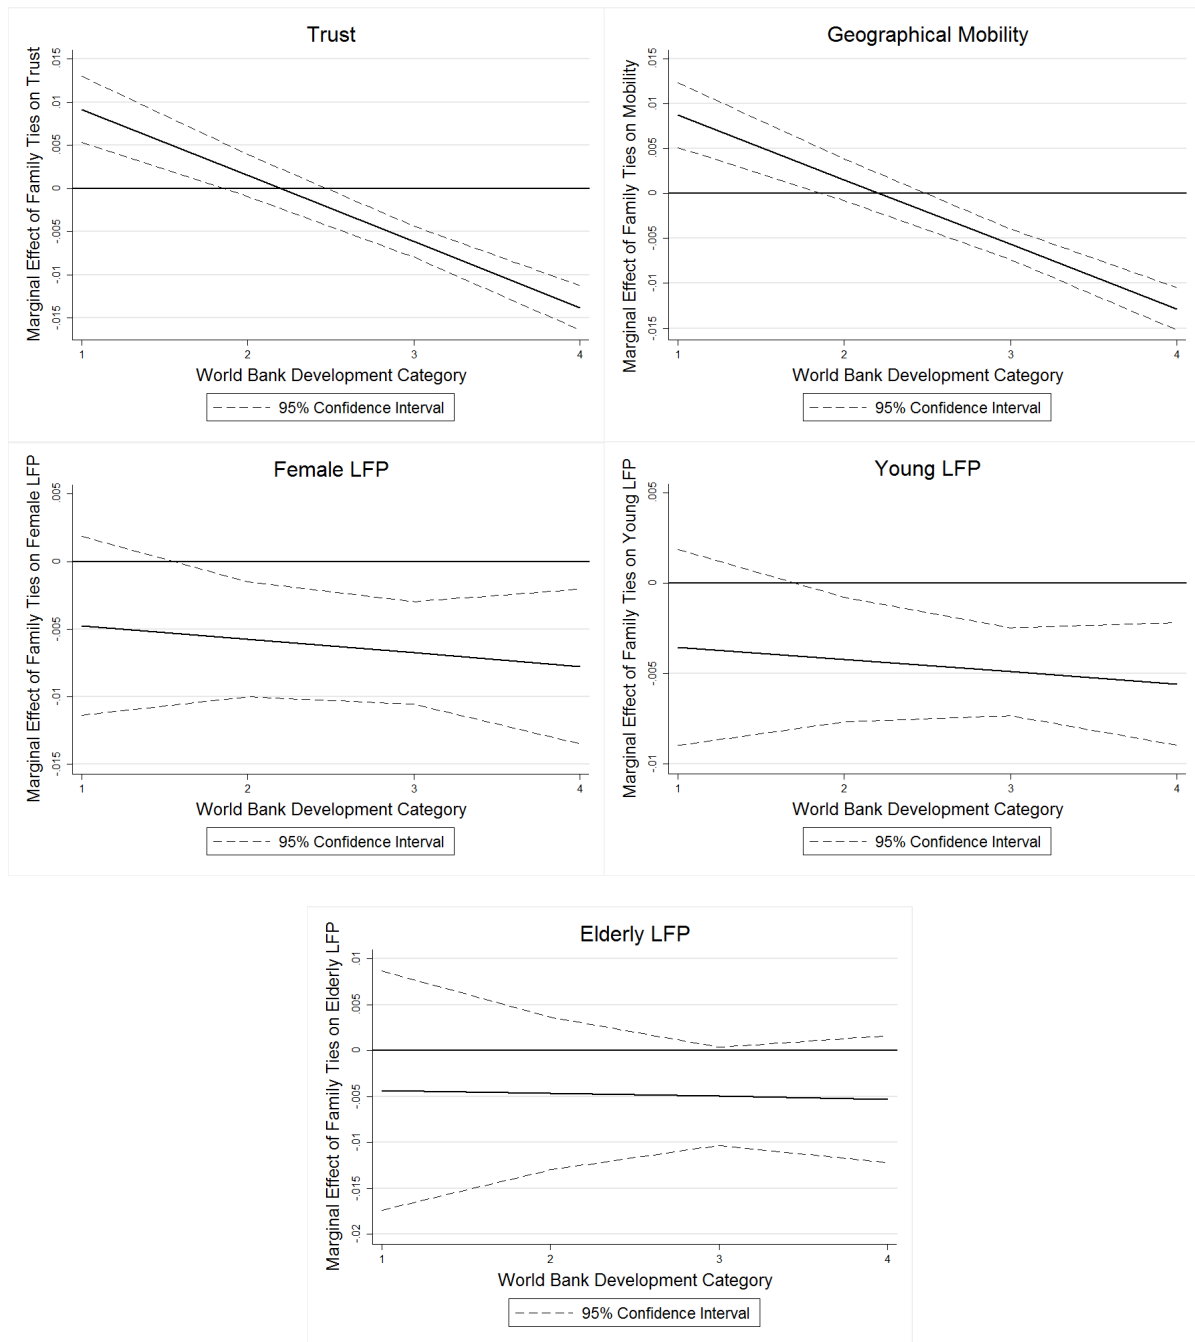 Trust
Marginal Effect of Family Ties on Trust
.015
.01
.005
0
-.005
-.01
-.015
1 2 3 4
World Bank Development Category
95% Confidence Interval
Geographical Mobility
Marginal Effect of Family Ties on Mobility
.015
.01
.005
0
-.005
-.01
-.015
1 2 3 4
World Bank Development Category
95% Confidence Interval
Female LFP
Marginal Effect of Family Ties on Female LFP
.005
0
-.005
-.01
-.015
1 2 3 4
World Bank Development Category
95% Confidence Interval
Young LFP
Marginal Effect of Family Ties on Young LFP
.005
0
-.005
-.01
1 2 3 4
World Bank Development Category
95% Confidence Interval
Elderly LFP
Marginal Effect of Family Ties on Elderly LFP
.01
.005
0
-.005
-.01
-.015
-.02
1 2 3 4
World Bank Development Category
95% Confidence Interval